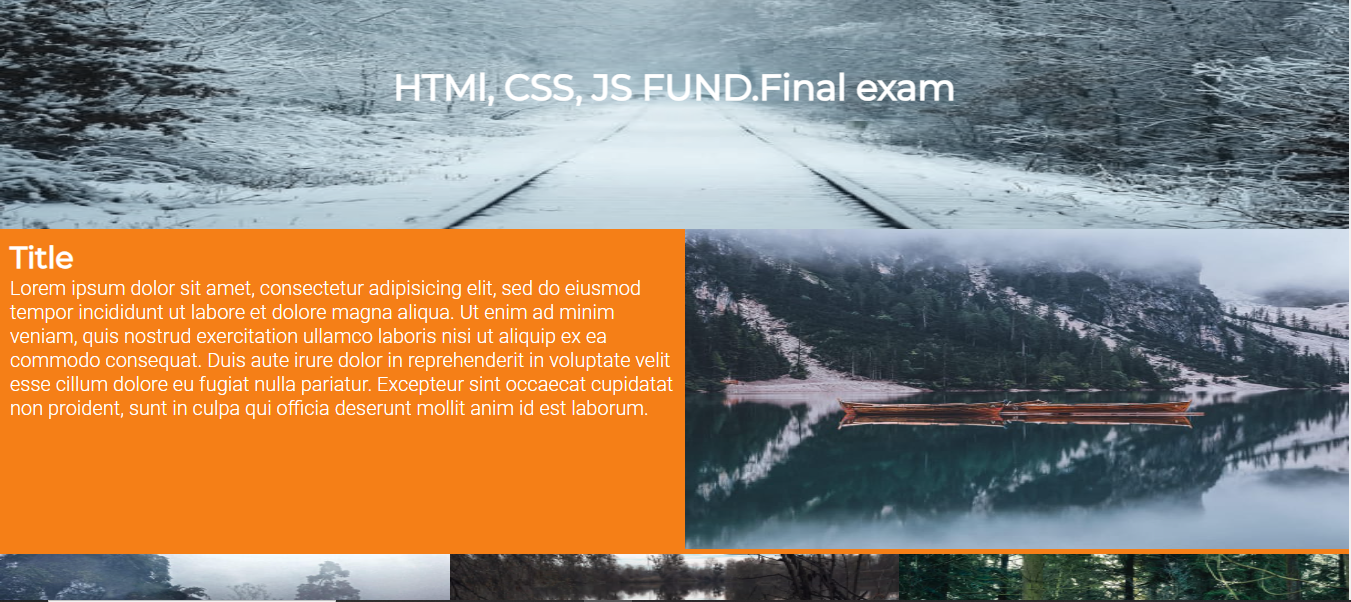 HTMl, CSS, JS FUND.Final exam
Title
Lorem ipsum dolor sit amet, consectetur adipisicing elit, sed do eiusmod
tempor incididunt ut labore et dolore magna aliqua. Ut enim ad minim
veniam, quis nostrud exercitation ullamco laboris nisi ut aliquip ex ea
commodo consequat. Duis aute irure dolor in reprehenderit in voluptate velit
esse cillum dolore eu fugiat nulla pariatur. Excepteur sint occaecat cupidatat
non proident, sunt in culpa qui officia deserunt mollit anim id est laborum.